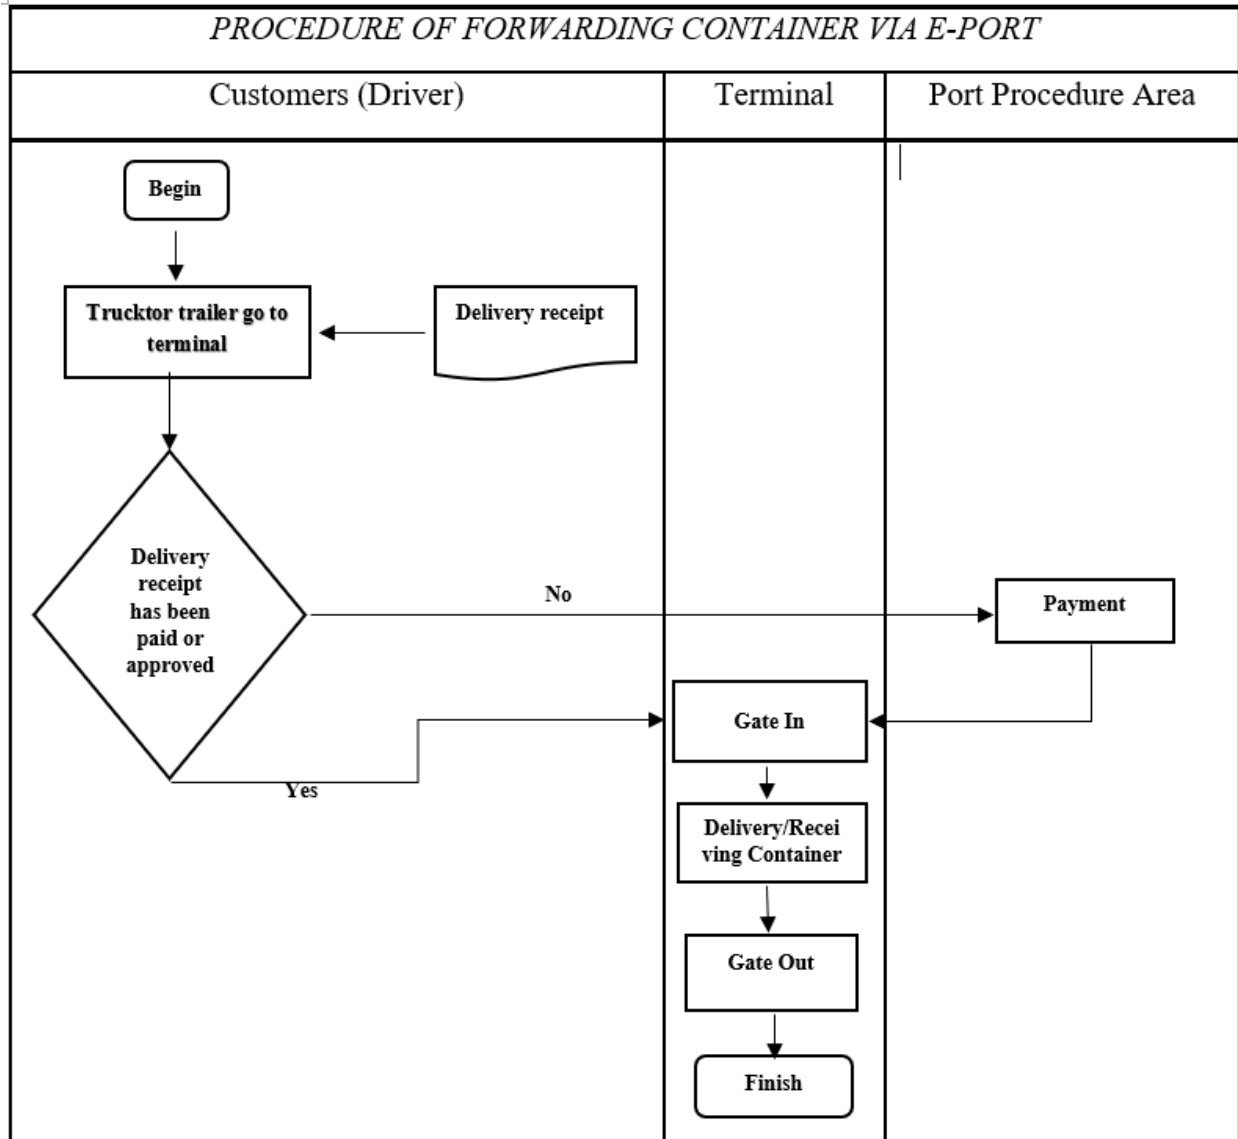 PROCEDURE OF FORWARDING CONTAINER VIA E-PORT
Customers (Driver)
Terminal
Port Procedure Area
Begin
Trucktor trailer go to
terminal
Delivery receipt
Delivery
receipt
has been
paid or
approved
No
Payment
Yes
Gate In
Delivery/Recei
ving Container
Gate Out
Finish